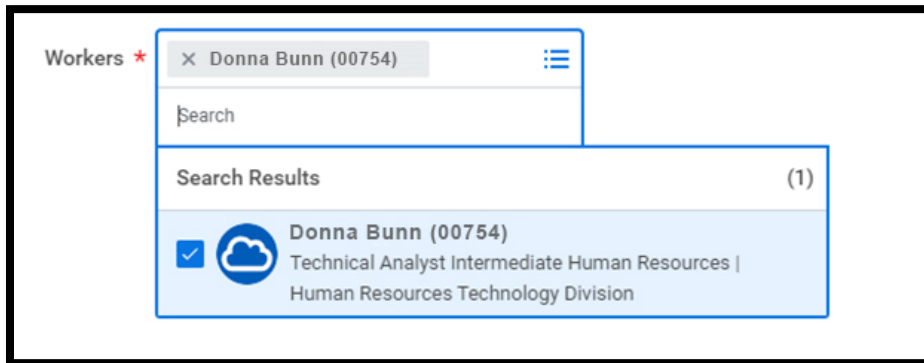 Workers *
× Donna Bunn (00754)
Search
Search Results (1)
Donna Bunn (00754)
Technical Analyst Intermediate Human Resources |
Human Resources Technology Division